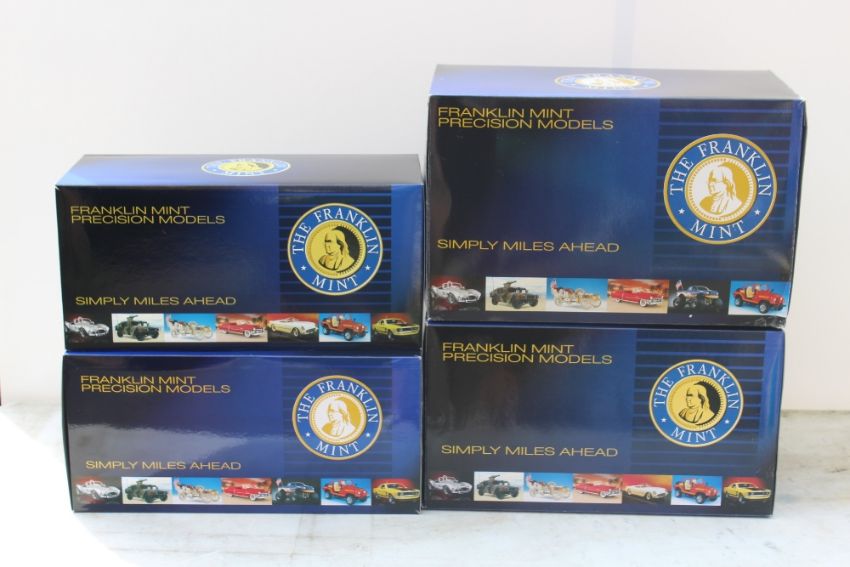 FRANKLIN MINT
PRECISION MODELS
THE FRANKLIN
MINT
SIMPLY MILES AHEAD
FRANKLIN MINT
PRECISION MODELS
THE FRANKLIN
MINT
SIMPLY MILES AHEAD
FRANKLIN MINT
PRECISION MODELS
THE FRANKLIN
MINT
SIMPLY MILES AHEAD
FRANKLIN MINT
PRECISION MODELS
THE FRANKLIN
MINT
SIMPLY MILES AHEAD